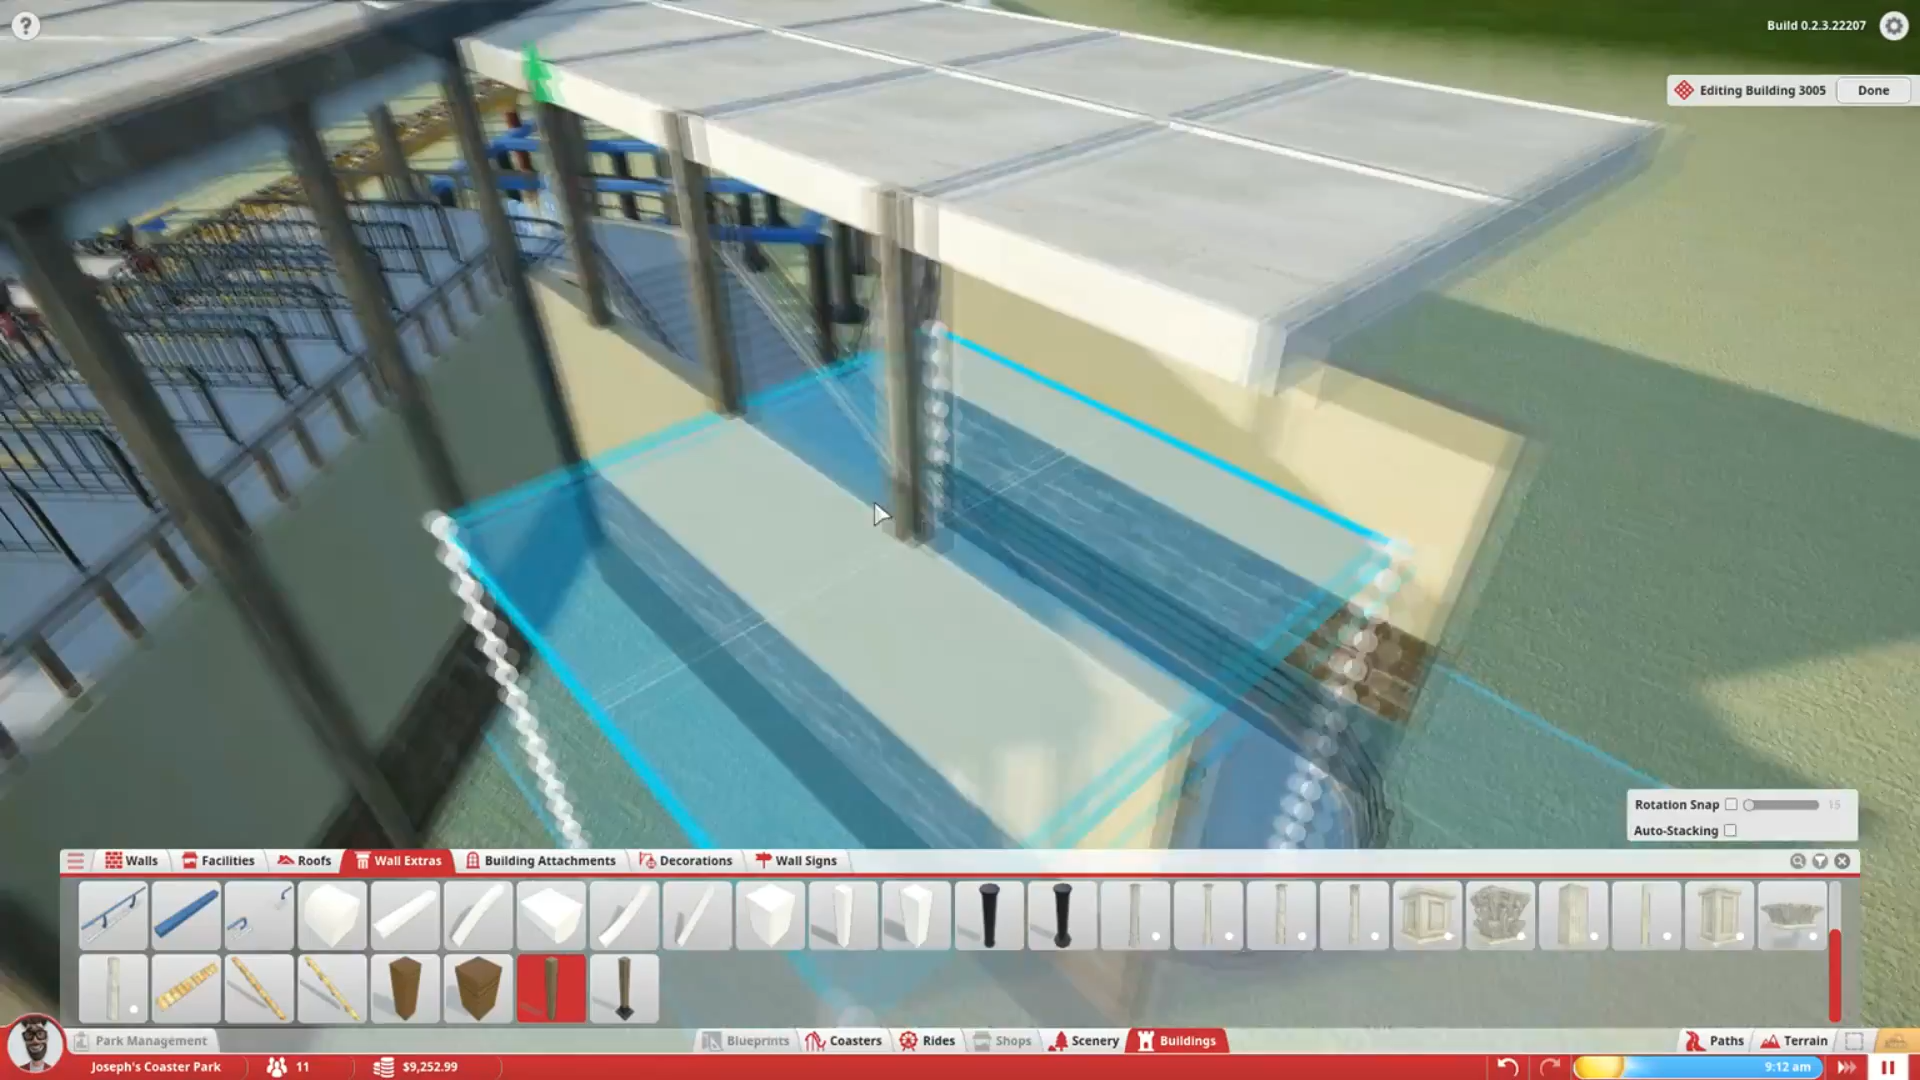 ?
Build 0.2.3.22207
Editing Building 3005
Done
Rotation Snap
15
Auto-Stacking
Walls
Facilities
Roofs
Wall Extras
Building Attachments
Decorations
Wall Signs
Park Management
Blueprints
Coasters
Rides
Shops
Scenery
Buildings
Paths
Terrain
Joseph's Coaster Park
11
$9,252.99
9:12 am